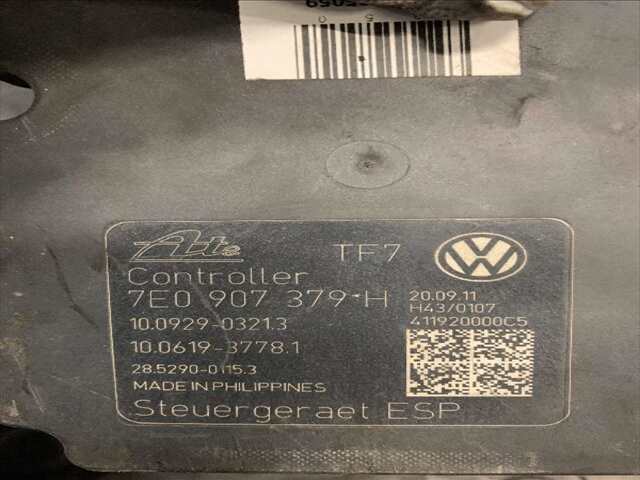 Ate TF7 VW
Controller
7E0 907 379 H 20.09.11
H43/0107
10.0929-0321.3 411920000C5
10.0619-3778.1
28.5290-0115.3
MADE IN PHILIPPINES
Steuergeraet ESP